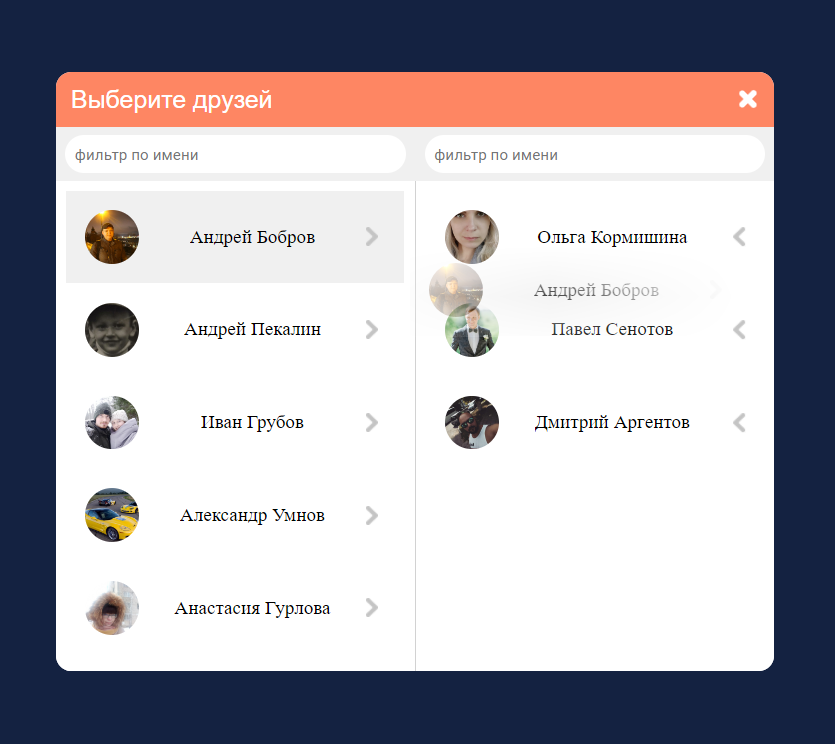 Выберите друзей
фильтр по имени
фильтр по имени
Андрей Бобров
Андрей Пекалин
Иван Грубов
Александр Умнов
Анастасия Гурлова
Ольга Кормишина
Андрей Бобров
Павел Сенотов
Дмитрий Аргентов